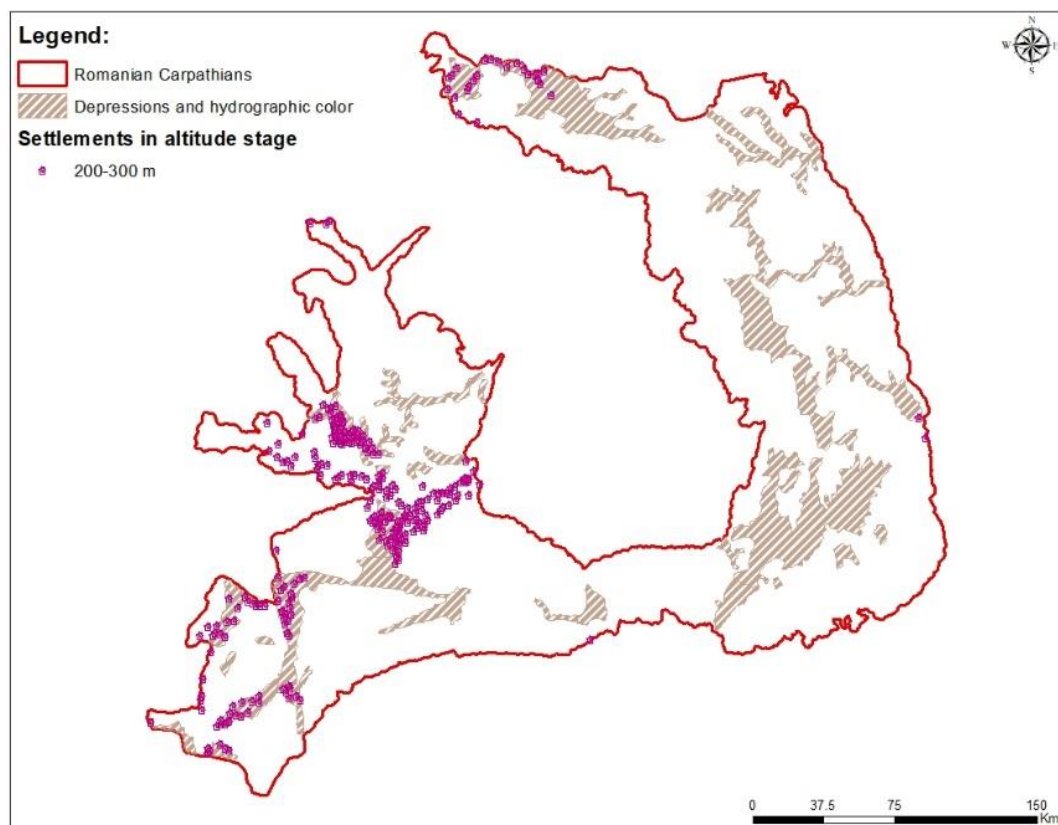 Legend:
Romanian Carpathians
Depressions and hydrographic color
Settlements in altitude stage
200-300 m
N
W
E
S
0 37.5 75 150
Km